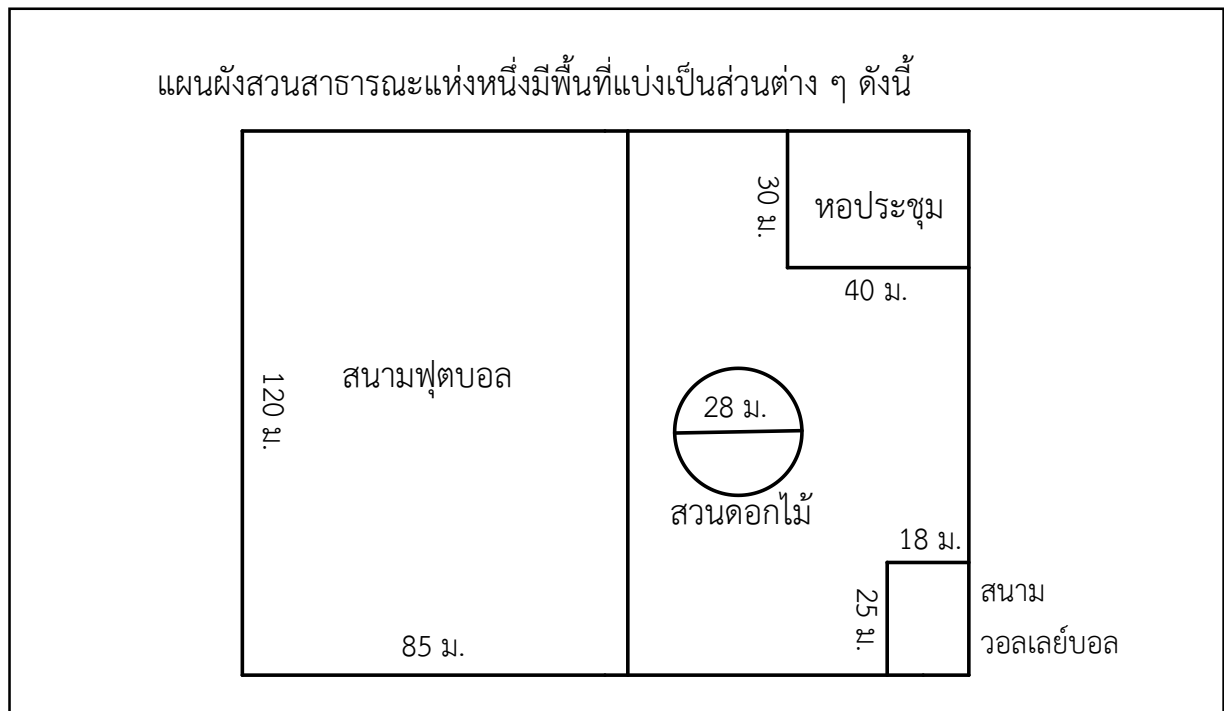 แผนผังสวนสาธารณะแห่งหนึ่งมีพื้นที่แบ่งเป็นส่วนต่าง ๆ ดังนี้
30 ม.
หอประชุม
40 ม.
สนามฟุตบอล
120 ม.
28 ม.
สวนดอกไม้
18 ม.
25 ม.
สนาม
วอลเลย์บอล
85 ม.